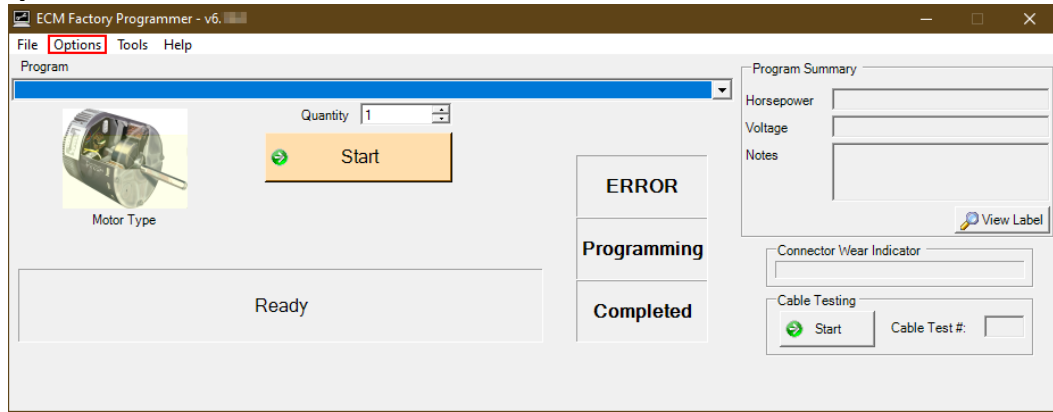 ECM Factory Programmer - v6.
File Options Tools Help
Program
Quantity 1
Start
Motor Type
Ready
ERROR
Programming
Completed
Program Summary
Horsepower
Voltage
Notes
View Label
Connector Wear Indicator
Cable Testing
Start Cable Test #: